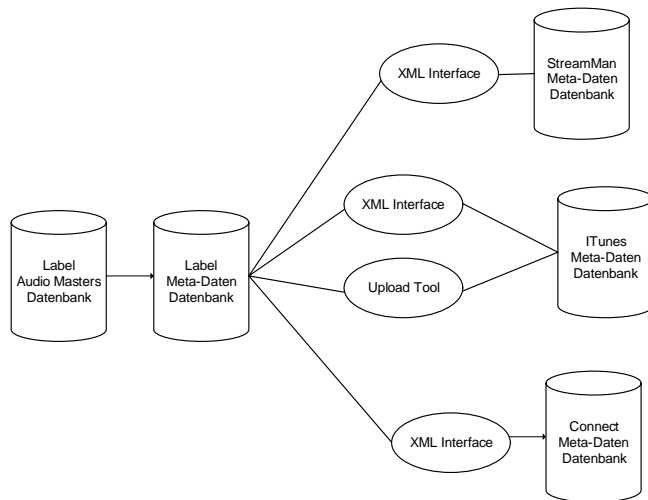 XML Interface
StreamMan
Meta-Daten
Datenbank
XML Interface
Label
Audio Masters
Datenbank
Label
Meta-Daten
Datenbank
ITunes
Meta-Daten
Datenbank
Upload Tool
XML Interface
Connect
Meta-Daten
Datenbank